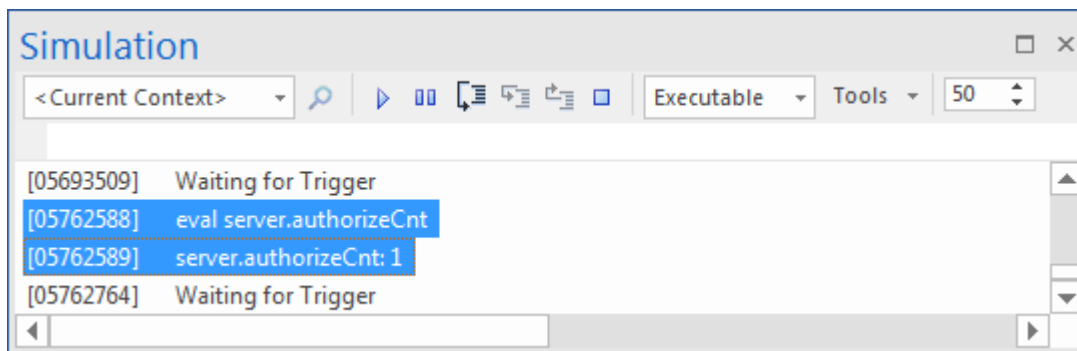 Simulation
<Current Context> Executable Tools 50
[05693509] Waiting for Trigger
[05762588] eval server.authorizeCnt
[05762589] server.authorizeCnt: 1
[05762764] Waiting for Trigger